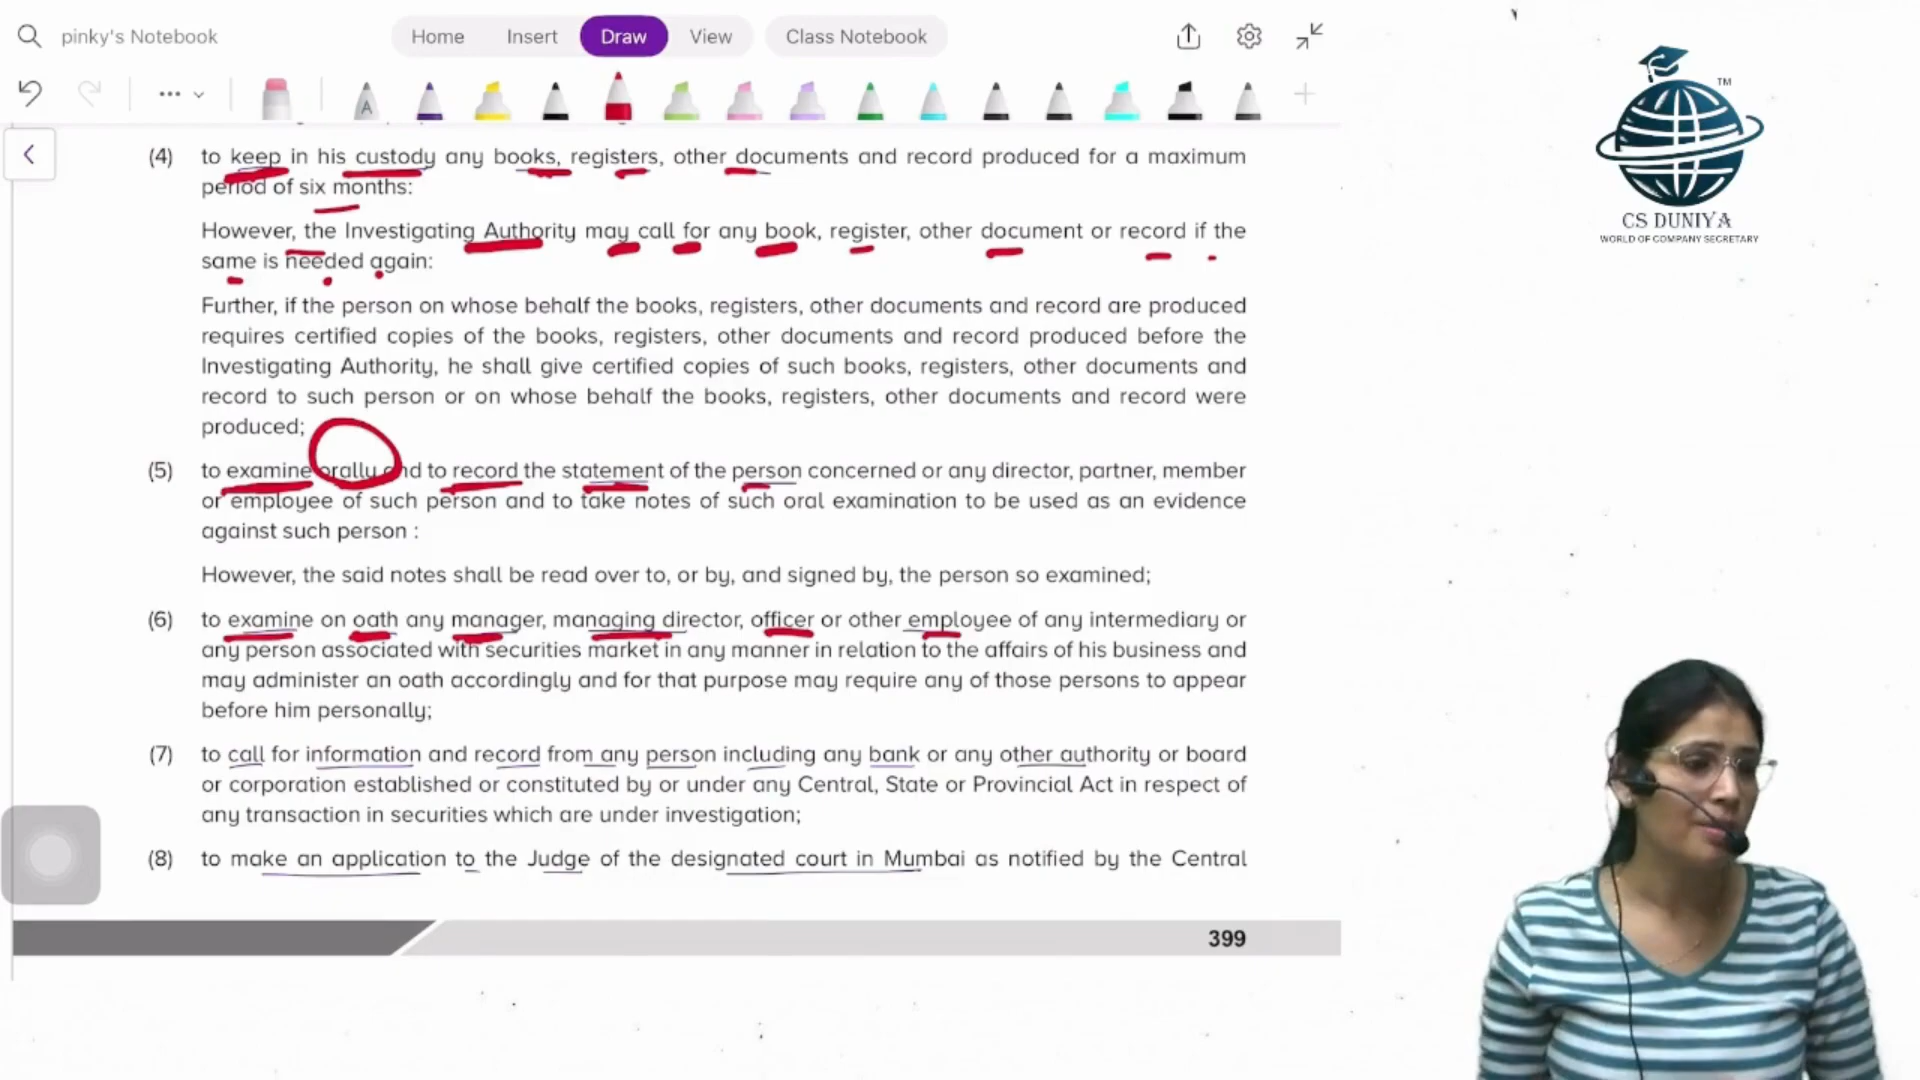 pinky's Notebook
Home Insert Draw View Class Notebook
A
(4) to keep in his custody any books, registers, other documents and record produced for a maximum
period of six months:
However, the Investigating Authority may call for any book, register, other document or record if the
same is needed again:
Further, if the person on whose behalf the books, registers, other documents and record are produced
requires certified copies of the books, registers, other documents and record produced before the
Investigating Authority, he shall give certified copies of such books, registers, other documents and
record to such person or on whose behalf the books, registers, other documents and record were
produced;
(5) to examine orally and to record the statement of the person concerned or any director, partner, member
or employee of such person and to take notes of such oral examination to be used as an evidence
against such person :
However, the said notes shall be read over to, or by, and signed by, the person so examined;
(6) to examine on oath any manager, managing director, officer or other employee of any intermediary or
any person associated with securities market in any manner in relation to the affairs of his business and
may administer an oath accordingly and for that purpose may require any of those persons to appear
before him personally;
(7) to call for information and record from any person including any bank or any other authority or board
or corporation established or constituted by or under any Central, State or Provincial Act in respect of
any transaction in securities which are under investigation;
(8) to make an application to the Judge of the designated court in Mumbai as notified by the Central
399
TM
CS DUNIYA
WORLD OF COMPANY SECRETARY